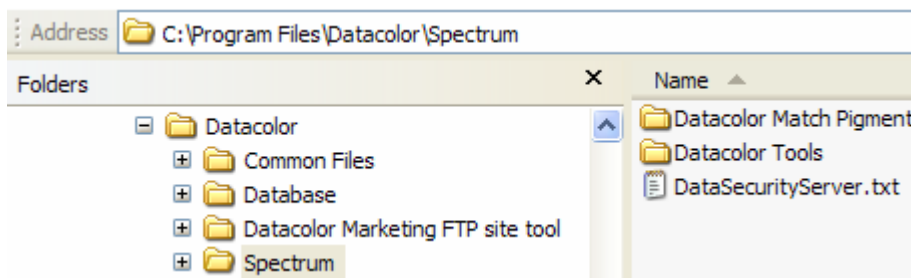 Address C:\Program Files\Datacolor\Spectrum
Folders
Name
Datacolor
Common Files
Database
Datacolor Marketing FTP site tool
Spectrum
Datacolor Match Pigment
Datacolor Tools
DataSecurityServer.txt